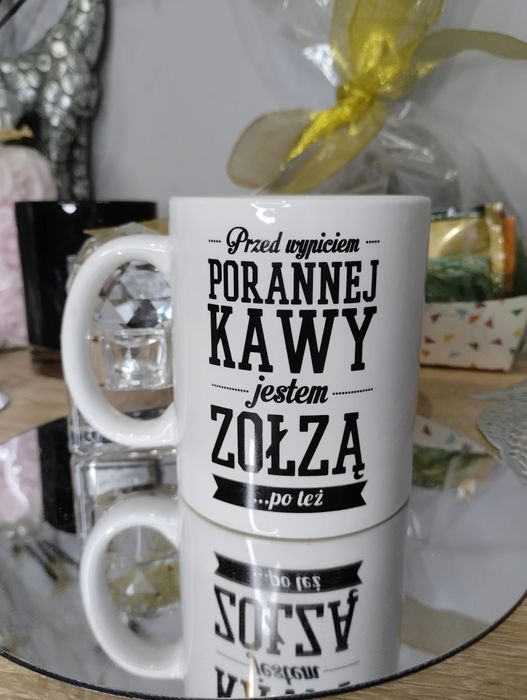 Przed wypiciem
PORANNEJ
KAWY
jestem
ZOŁZĄ
...po też